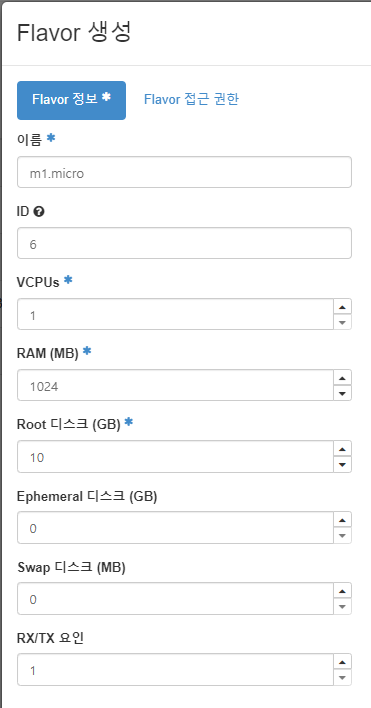 Flavor 생성
Flavor 정보 * Flavor 접근 권한
이름 *
m1.micro
ID ?
6
VCPUs *
1
RAM (MB) *
1024
Root 디스크 (GB) *
10
Ephemeral 디스크 (GB)
0
Swap 디스크 (MB)
0
RX/TX 요인
1